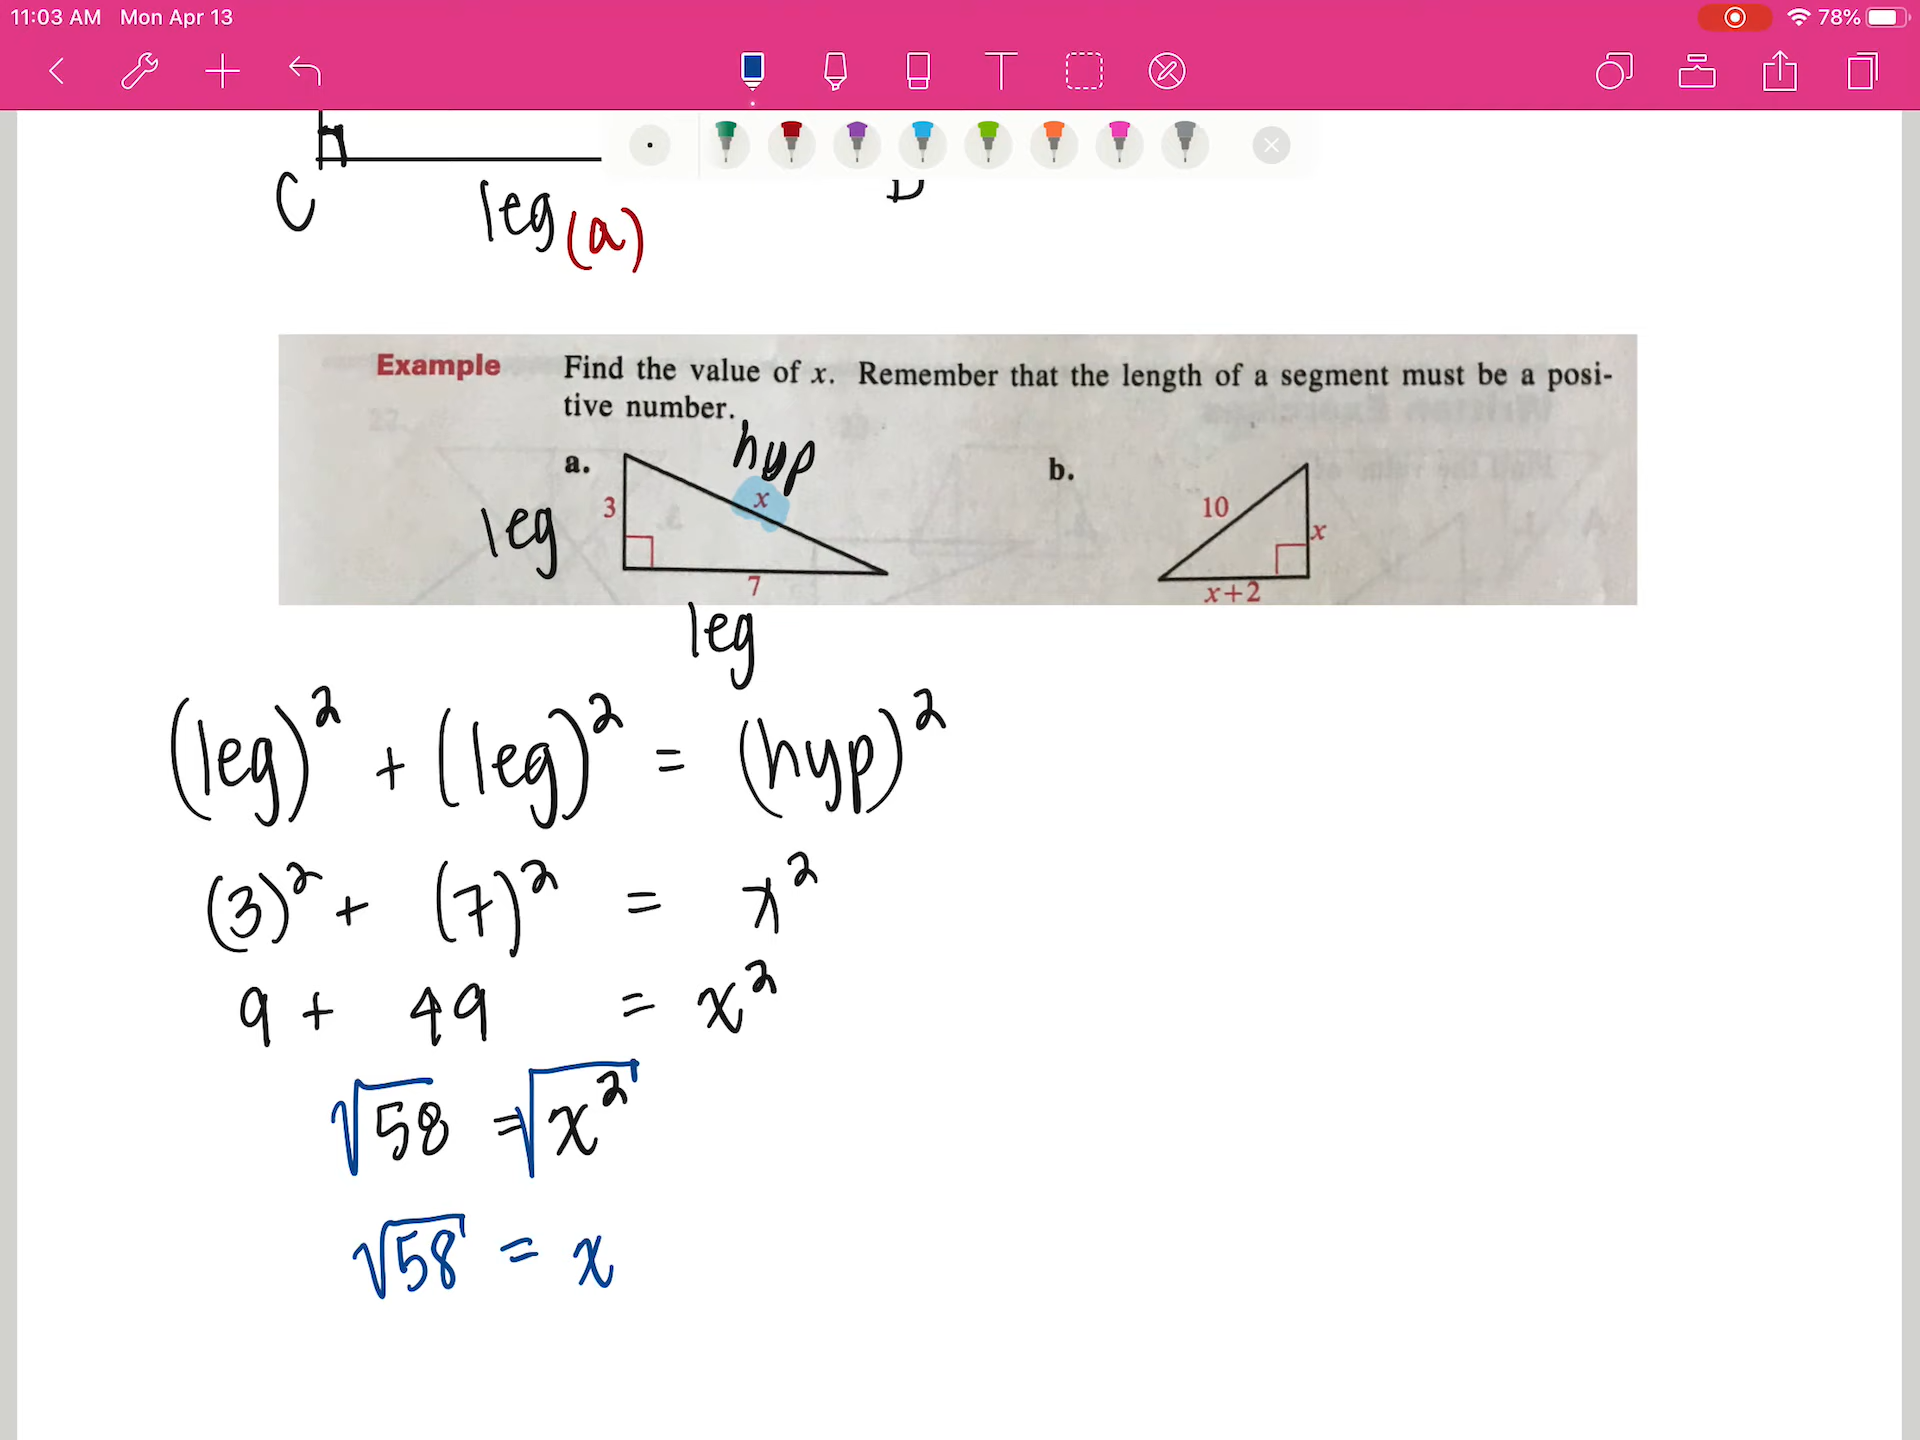 11:03 AM Mon Apr 13
78%
C
leg (a)
Example Find the value of x. Remember that the length of a segment must be a posi-
tive number.
hyp
a.
b.
leg
3
x
10
x
7
x+2
leg
(leg)² + (leg)² = (hyp)²
(3)² + (7)² = x²
9 + 49 = x²
√58 = √x²
√58 = x